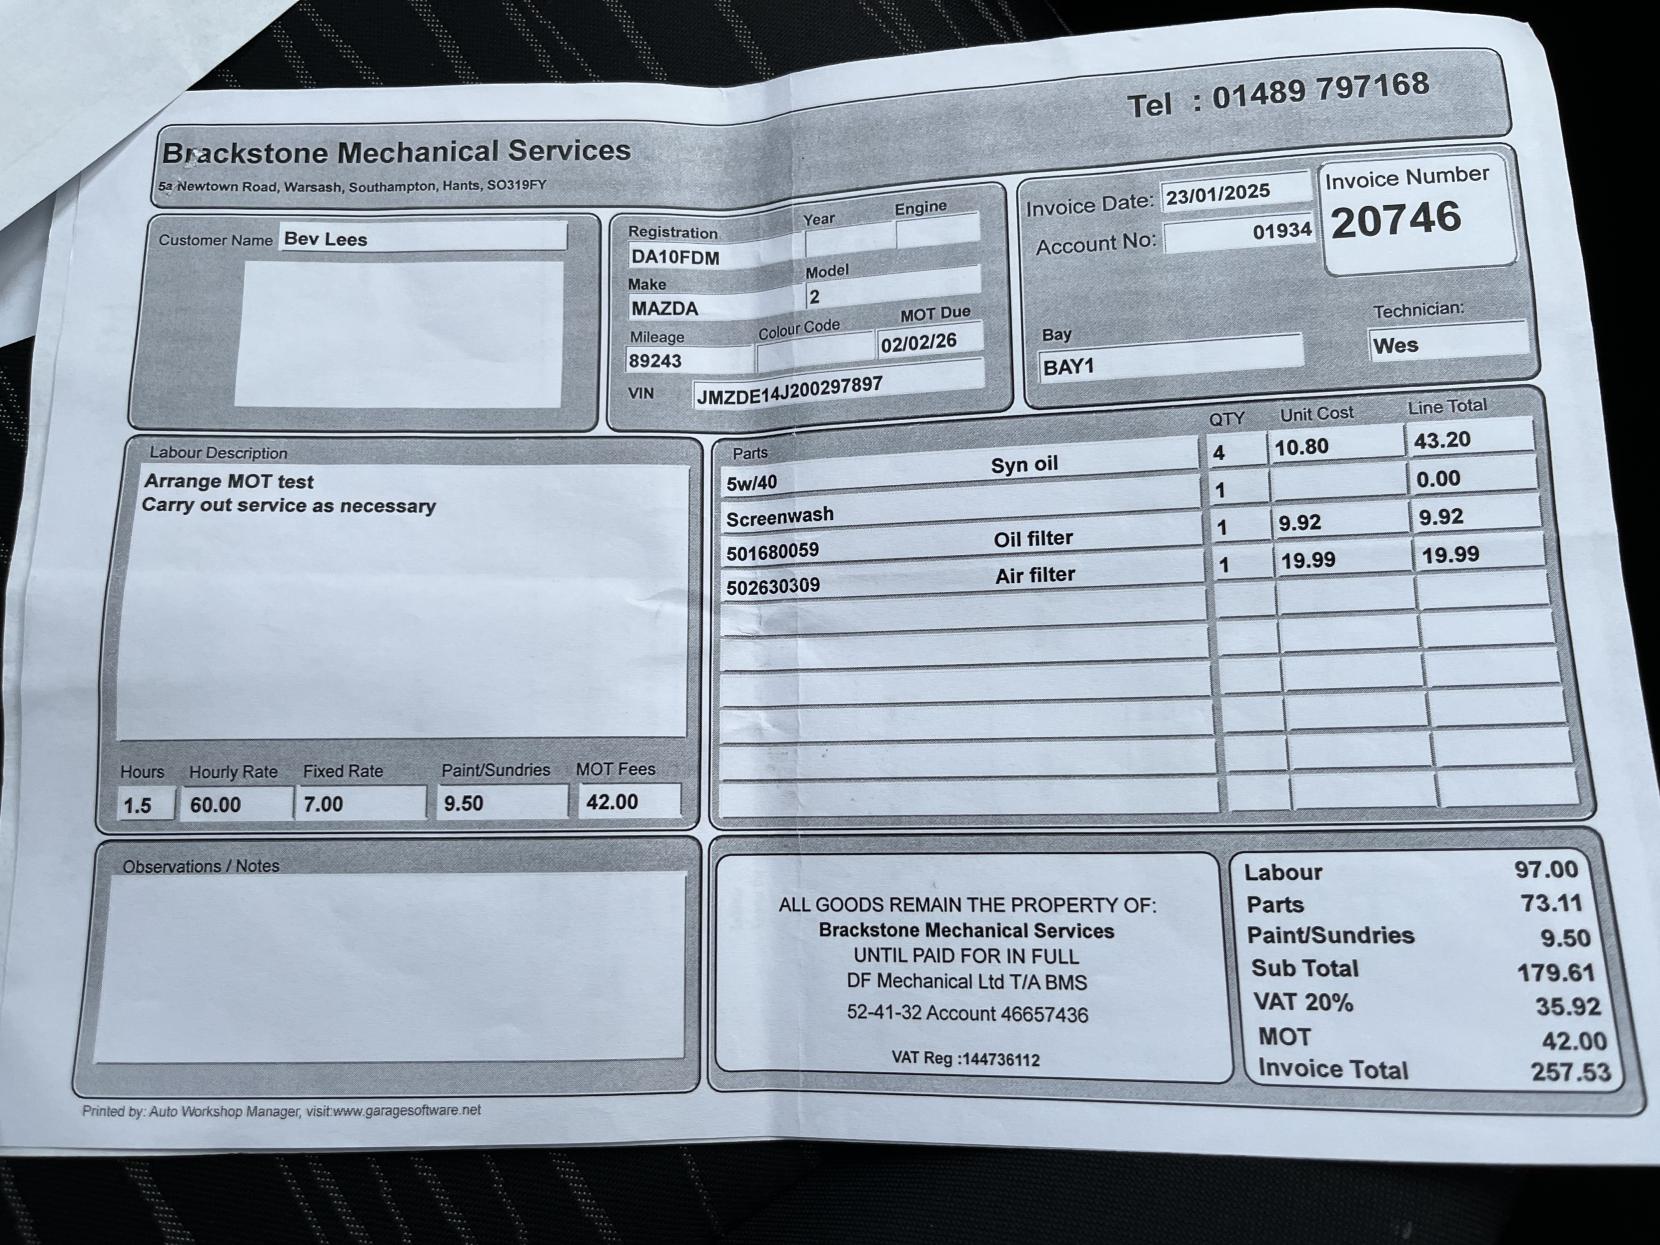 Tel : 01489 797168
Brackstone Mechanical Services
5a Newtown Road, Warsash, Southampton, Hants, SO319FY
Customer Name Bev Lees
Registration Year Engine
DA10FDM
Make Model
MAZDA 2
Mileage Colour Code MOT Due
89243 02/02/26
VIN JMZDE14J200297897
Invoice Date: 23/01/2025
Account No: 01934
Invoice Number
20746
Bay
BAY1
Technician:
Wes
Labour Description
Arrange MOT test
Carry out service as necessary
Hours Hourly Rate Fixed Rate Paint/Sundries MOT Fees
1.5 60.00 7.00 9.50 42.00
Parts QTY Unit Cost Line Total
5w/40 Syn oil 4 10.80 43.20
Screenwash 1 0.00
501680059 Oil filter 1 9.92 9.92
502630309 Air filter 1 19.99 19.99
Observations / Notes
ALL GOODS REMAIN THE PROPERTY OF:
Brackstone Mechanical Services
UNTIL PAID FOR IN FULL
DF Mechanical Ltd T/A BMS
52-41-32 Account 46657436
VAT Reg :144736112
Labour 97.00
Parts 73.11
Paint/Sundries 9.50
Sub Total 179.61
VAT 20% 35.92
MOT 42.00
Invoice Total 257.53
Printed by: Auto Workshop Manager, visit:www.garagesoftware.net